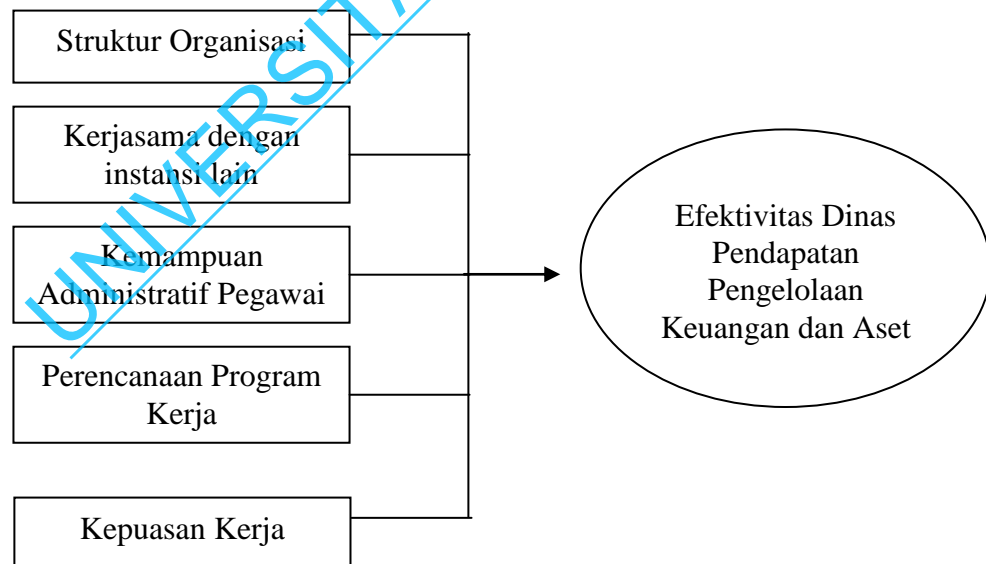 Struktur Organisasi
Kerjasama dengan
instansi lain
Kemampuan
Administratif Pegawai
Perencanaan Program
Kerja
Kepuasan Kerja
Efektivitas Dinas
Pendapatan
Pengelolaan
Keuangan dan Aset
UNIVERSITA